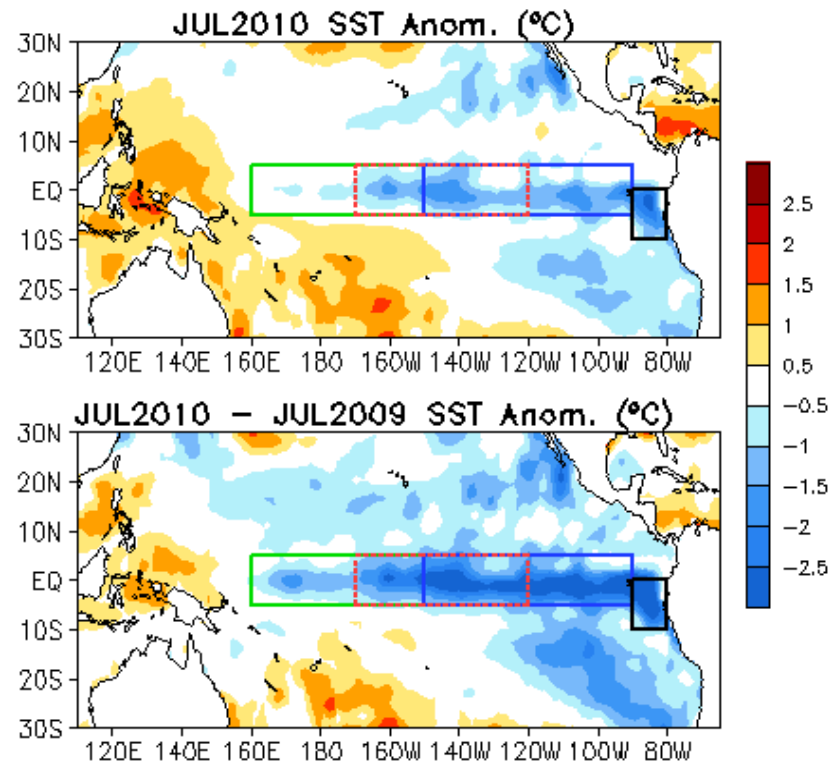 JUL2010 SST Anom. (ºC)
30N
20N
10N
EQ
10S
20S
30S
120E 140E 160E 180 160W 140W 120W 100W 80W
JUL2010 – JUL2009 SST Anom. (ºC)
30N
20N
10N
EQ
10S
20S
30S
120E 140E 160E 180 160W 140W 120W 100W 80W
2.5
2
1.5
1
0.5
−0.5
−1
−1.5
−2
−2.5